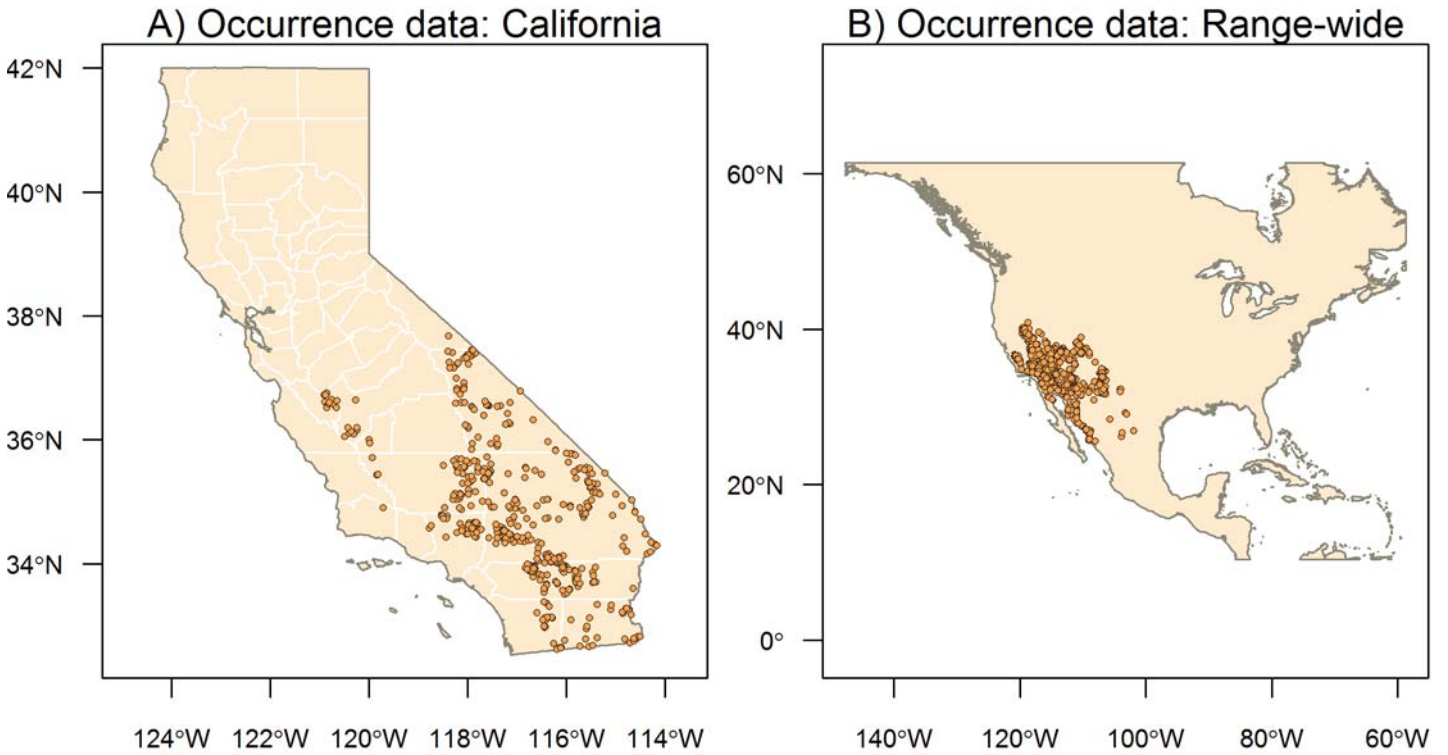 A) Occurrence data: California
42°N
40°N
38°N
36°N
34°N
124°W 122°W 120°W 118°W 116°W 114°W
B) Occurrence data: Range-wide
60°N
40°N
20°N
0°
140°W 120°W 100°W 80°W 60°W